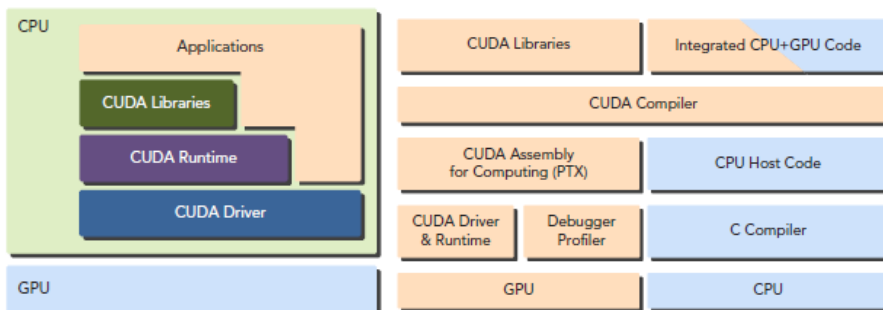 CPU
Applications
CUDA Libraries
CUDA Runtime
CUDA Driver
GPU
CUDA Libraries
Integrated CPU+GPU Code
CUDA Compiler
CUDA Assembly
for Computing (PTX)
CPU Host Code
CUDA Driver
& Runtime
Debugger
Profiler
C Compiler
GPU
CPU